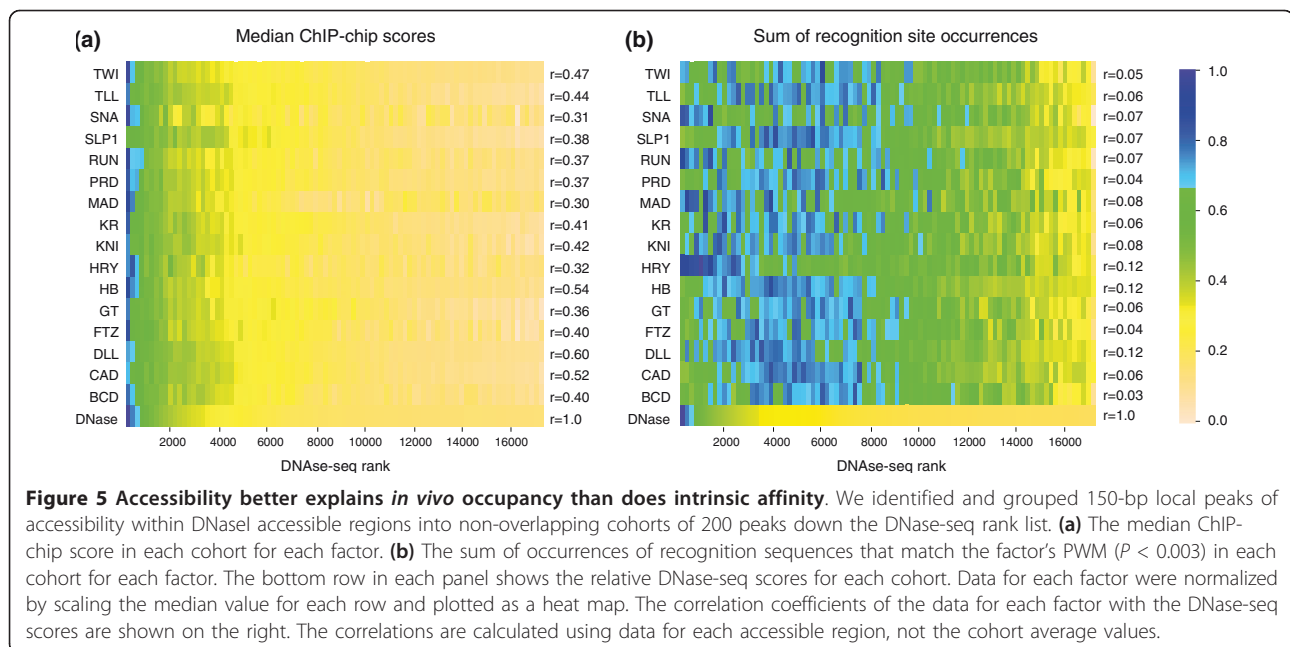 (a) Median ChIP-chip scores
TWI r=0.47
TLL r=0.44
SNA r=0.31
SLP1 r=0.38
RUN r=0.37
PRD r=0.37
MAD r=0.30
KR r=0.41
KNI r=0.42
HRY r=0.32
HB r=0.54
GT r=0.36
FTZ r=0.40
DLL r=0.60
CAD r=0.52
BCD r=0.40
DNase r=1.0
2000 4000 6000 8000 10000 12000 14000 16000
DNAse-seq rank
(b) Sum of recognition site occurrences
TWI r=0.05
TLL r=0.06
SNA r=0.07
SLP1 r=0.07
RUN r=0.07
PRD r=0.04
MAD r=0.08
KR r=0.06
KNI r=0.08
HRY r=0.12
HB r=0.12
GT r=0.06
FTZ r=0.04
DLL r=0.12
CAD r=0.06
BCD r=0.03
DNase r=1.0
2000 4000 6000 8000 10000 12000 14000 16000
DNAse-seq rank
1.0
0.8
0.6
0.4
0.2
0.0
Figure 5 Accessibility better explains in vivo occupancy than does intrinsic affinity. We identified and grouped 150-bp local peaks of
accessibility within DNaseI accessible regions into non-overlapping cohorts of 200 peaks down the DNase-seq rank list. (a) The median ChIP-
chip score in each cohort for each factor. (b) The sum of occurrences of recognition sequences that match the factor's PWM (P < 0.003) in each
cohort for each factor. The bottom row in each panel shows the relative DNase-seq scores for each cohort. Data for each factor were normalized
by scaling the median value for each row and plotted as a heat map. The correlation coefficients of the data for each factor with the DNase-seq
scores are shown on the right. The correlations are calculated using data for each accessible region, not the cohort average values.